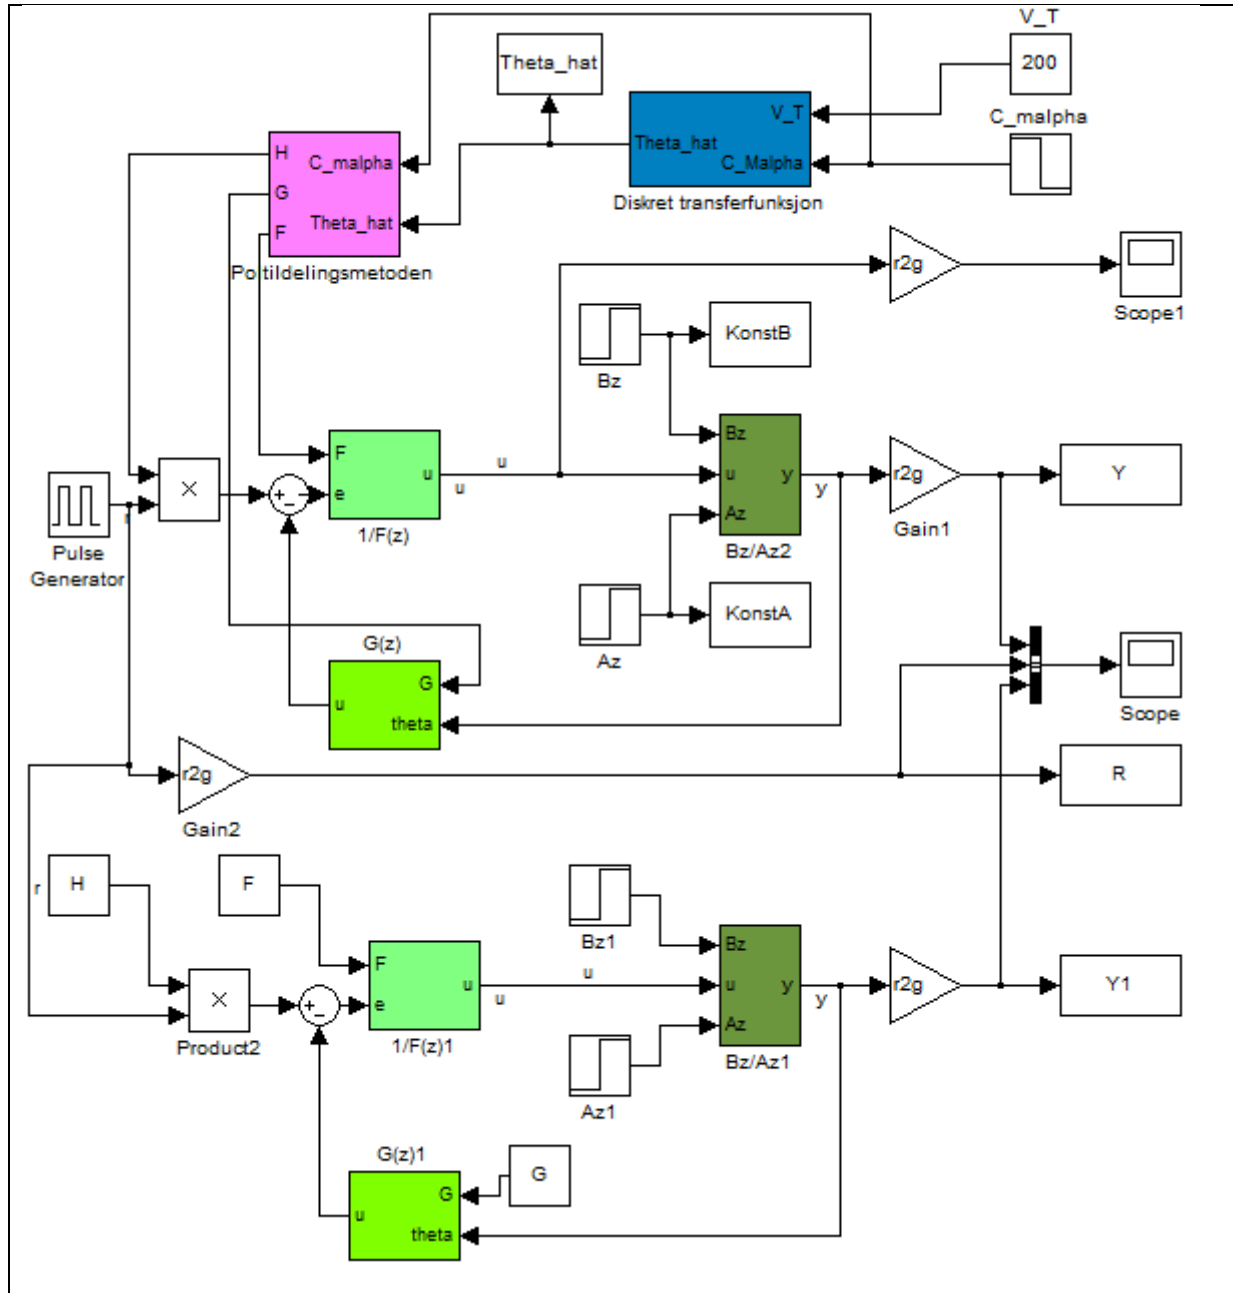 V_T
200
Theta_hat
C_malpha
V_T
Theta_hat
C_Malpha
Diskret transferfunksjon
H
G
F
C_malpha
Theta_hat
Poltildelingsmetoden
r2g
Scope1
Bz
KonstB
F
e
u
1/F(z)
u
u
Bz
u
Az
y
Bz/Az2
y
r2g
Gain1
Y
Pulse
Generator
r
Az
KonstA
G(z)
G
theta
u
Scope
r2g
Gain2
R
r
H
F
Bz1
Product2
F
e
u
1/F(z)1
u
u
Bz
u
Az
y
Bz/Az1
y
r2g
Y1
Az1
G(z)1
G
theta
u
G